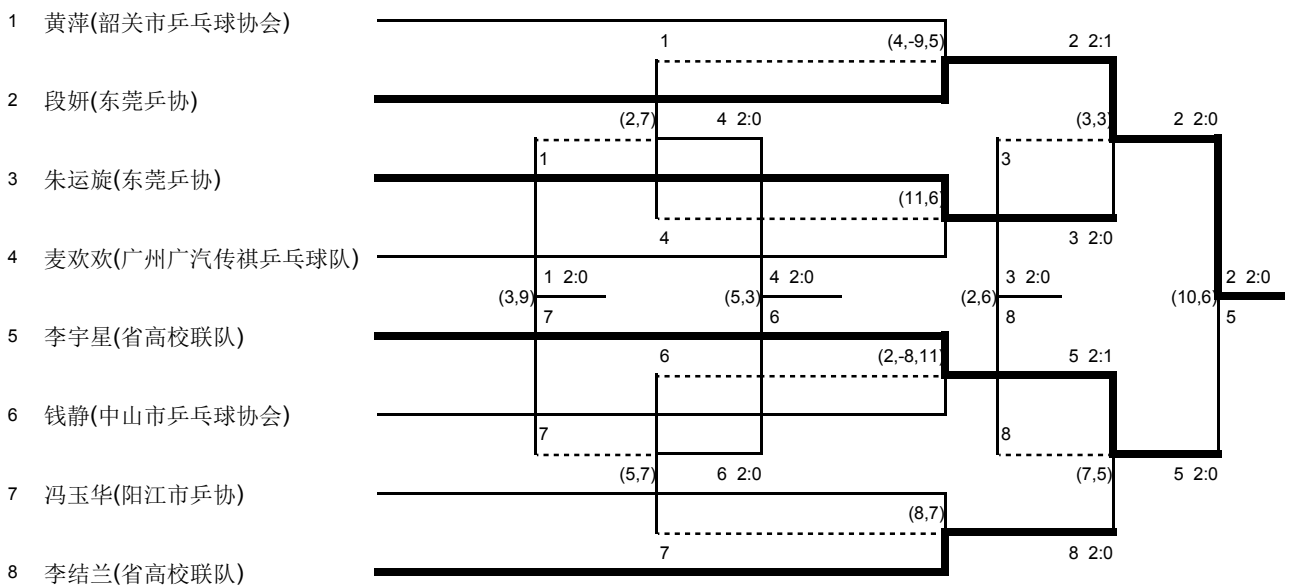 1 黄萍(韶关市乒乓球协会)
1 (4,-9,5) 2 2:1
2 段妍(东莞乒协)
(2,7) 4 2:0 (3,3) 2 2:0
1 3
3 朱运旋(东莞乒协)
(11,6)
4 3 2:0
4 麦欢欢(广州广汽传祺乒乓球队)
1 2:0 4 2:0 3 2:0 2 2:0
(3,9) (5,3) (2,6) (10,6)
7 6 8 5
5 李宇星(省高校联队)
6 (2,-8,11) 5 2:1
6 钱静(中山市乒乓球协会)
7 8
(5,7) 6 2:0 (7,5) 5 2:0
7 冯玉华(阳江市乒协)
(8,7)
7 8 2:0
8 李结兰(省高校联队)